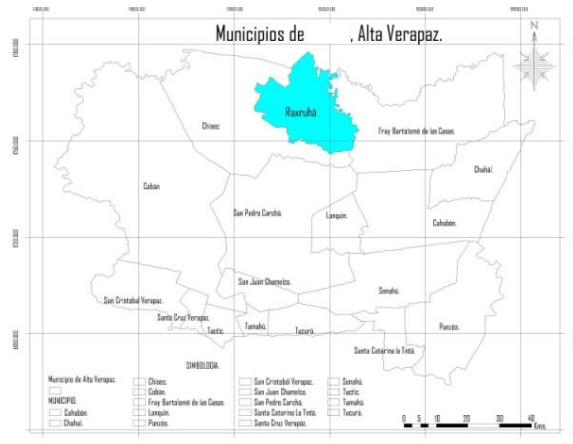 Municipios de , Alta Verapaz.
N
Raxruhá
Chisec
Fray Bartolomé de las Casas.
Chahal.
Cobán
San Pedro Carchá.
Lanquín.
Cahabón.
San Juan Chamelco.
Senahú.
San Cristobal Verapaz.
Santa Cruz Verapaz.
Tactic.
Tamahú.
Tucurú.
Panzós.
Santa Catarina la Tintá.
SIMBOLOGIA.
Municipio de Alta Verapaz.
MUNICIPIO.
Cahabón.
Chahal.
Chisec.
Cobán.
Fray Bartolomé de las Casas.
Lanquín.
Panzós.
San Cristobál Verapaz.
San Juan Chamelco.
San Pedro Carchá.
Santa Catarina La Tintá.
Santa Cruz Verapáz.
Senahú.
Tactic.
Tamahú.
Tucurú.
0 5 10 20 30 40
Kms.